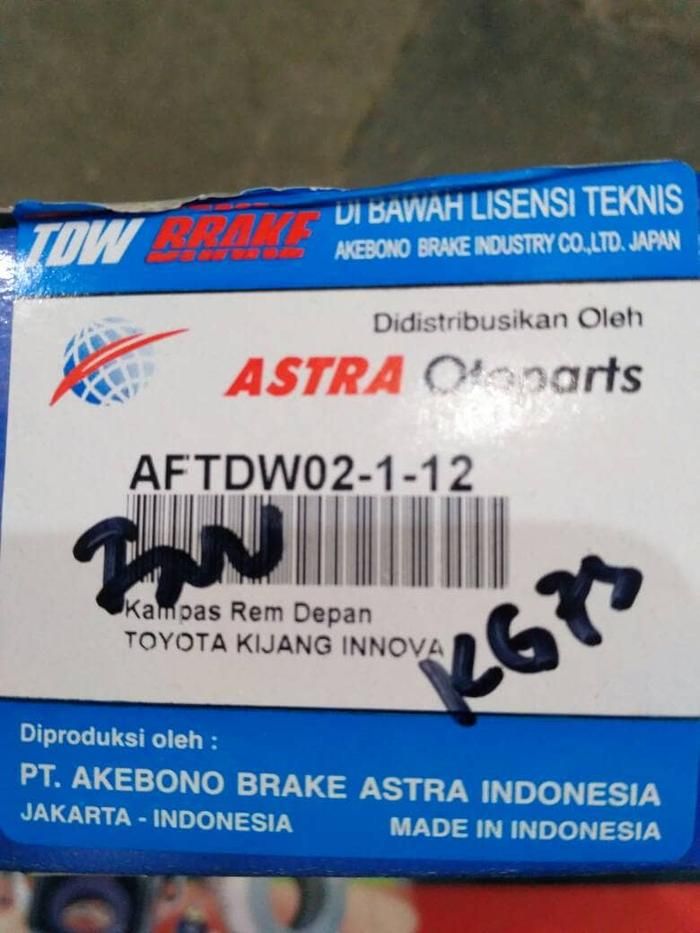 TDW BRAKE
DI BAWAH LISENSI TEKNIS
AKEBONO BRAKE INDUSTRY CO.,LTD. JAPAN
Didistribusikan Oleh
ASTRA Otoparts
AFTDW02-1-12
Kampas Rem Depan
TOYOTA KIJANG INNOVA
Diproduksi oleh :
PT. AKEBONO BRAKE ASTRA INDONESIA
JAKARTA - INDONESIA
MADE IN INDONESIA